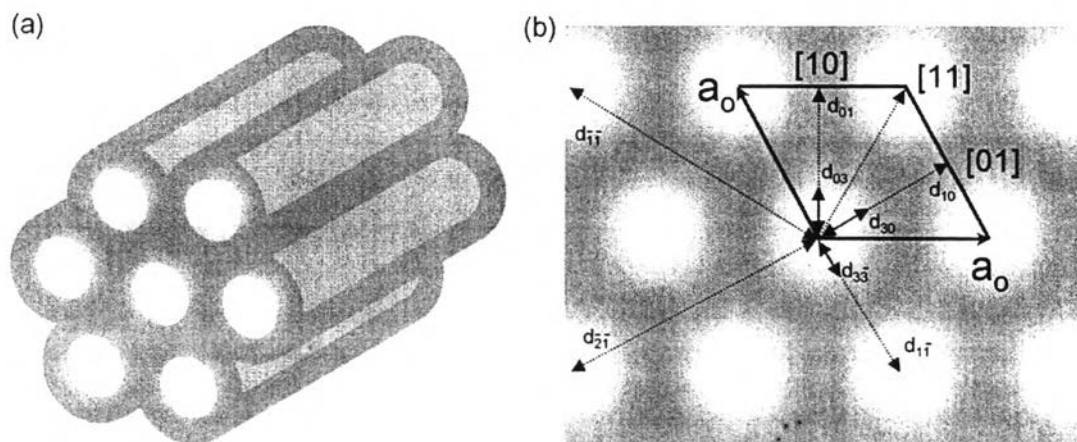 (a)
(b)
[10]
[11]
a₀
d₀₁
d₁̄₁̄
[01]
d₀₃
d₁₀
d₃₀
a₀
d₃₃̄
d₂̄₁̄
d₁₁̄